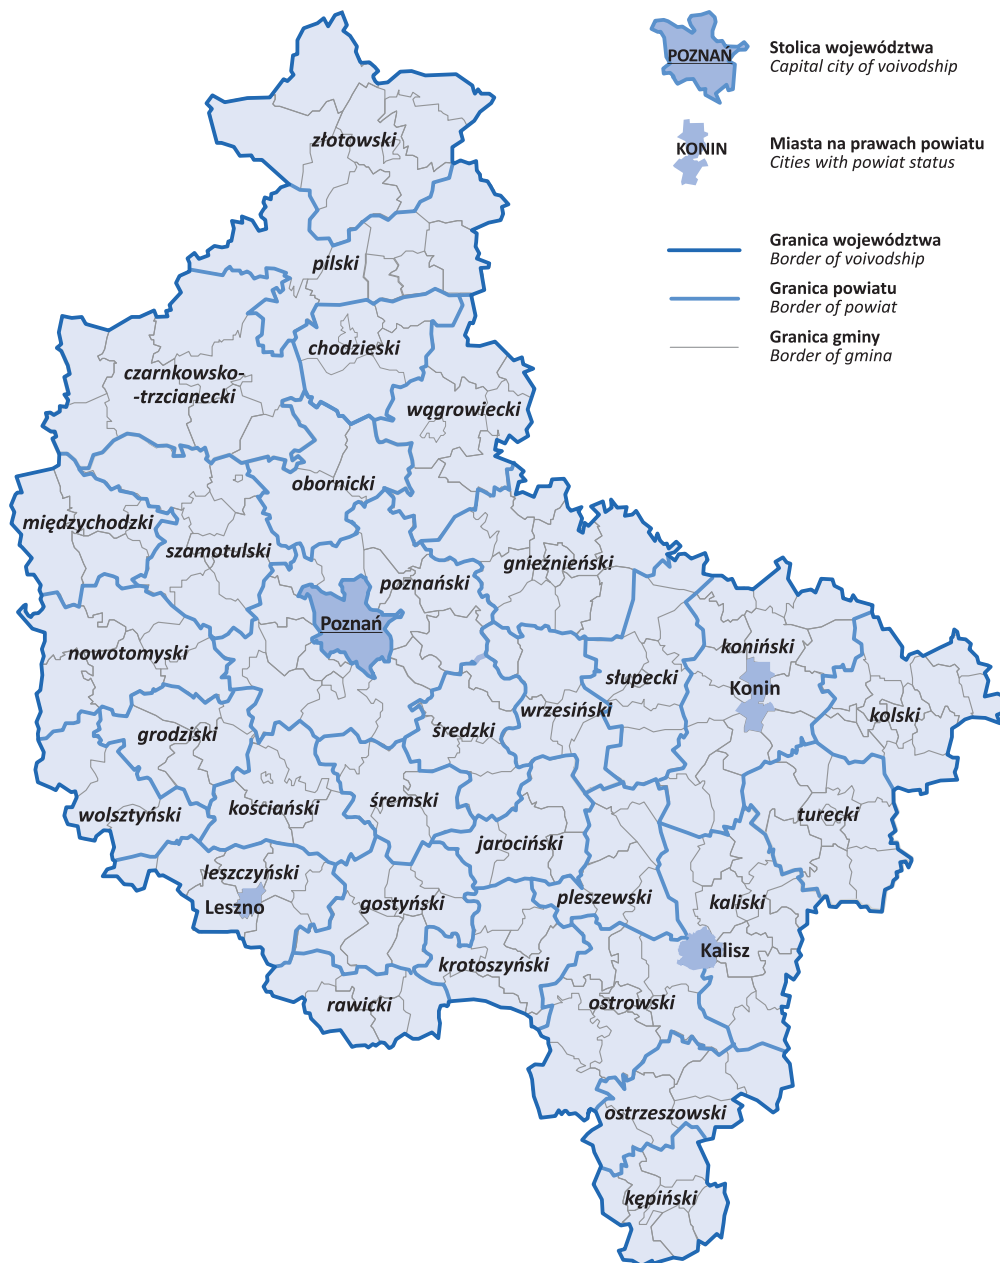 POZNAŃ
Stolica województwa
Capital city of voivodship
KONIN
Miasta na prawach powiatu
Cities with powiat status
Granica województwa
Border of voivodship
Granica powiatu
Border of powiat
Granica gminy
Border of gmina
złotowski
pilski
chodzieski
czarnkowsko-
-trzcianecki
wągrowiecki
obornicki
międzychodzki
szamotulski
gnieźnieński
poznański
Poznań
nowotomyski
koniński
słupecki
Konin
wrzesiński
kolski
średzki
grodziski
śremski
kościański
wolsztyński
turecki
jarociński
leszczyński
pleszewski
kaliski
gostyński
Leszno
Kalisz
krotoszyński
rawicki
ostrowski
ostrzeszowski
kępiński